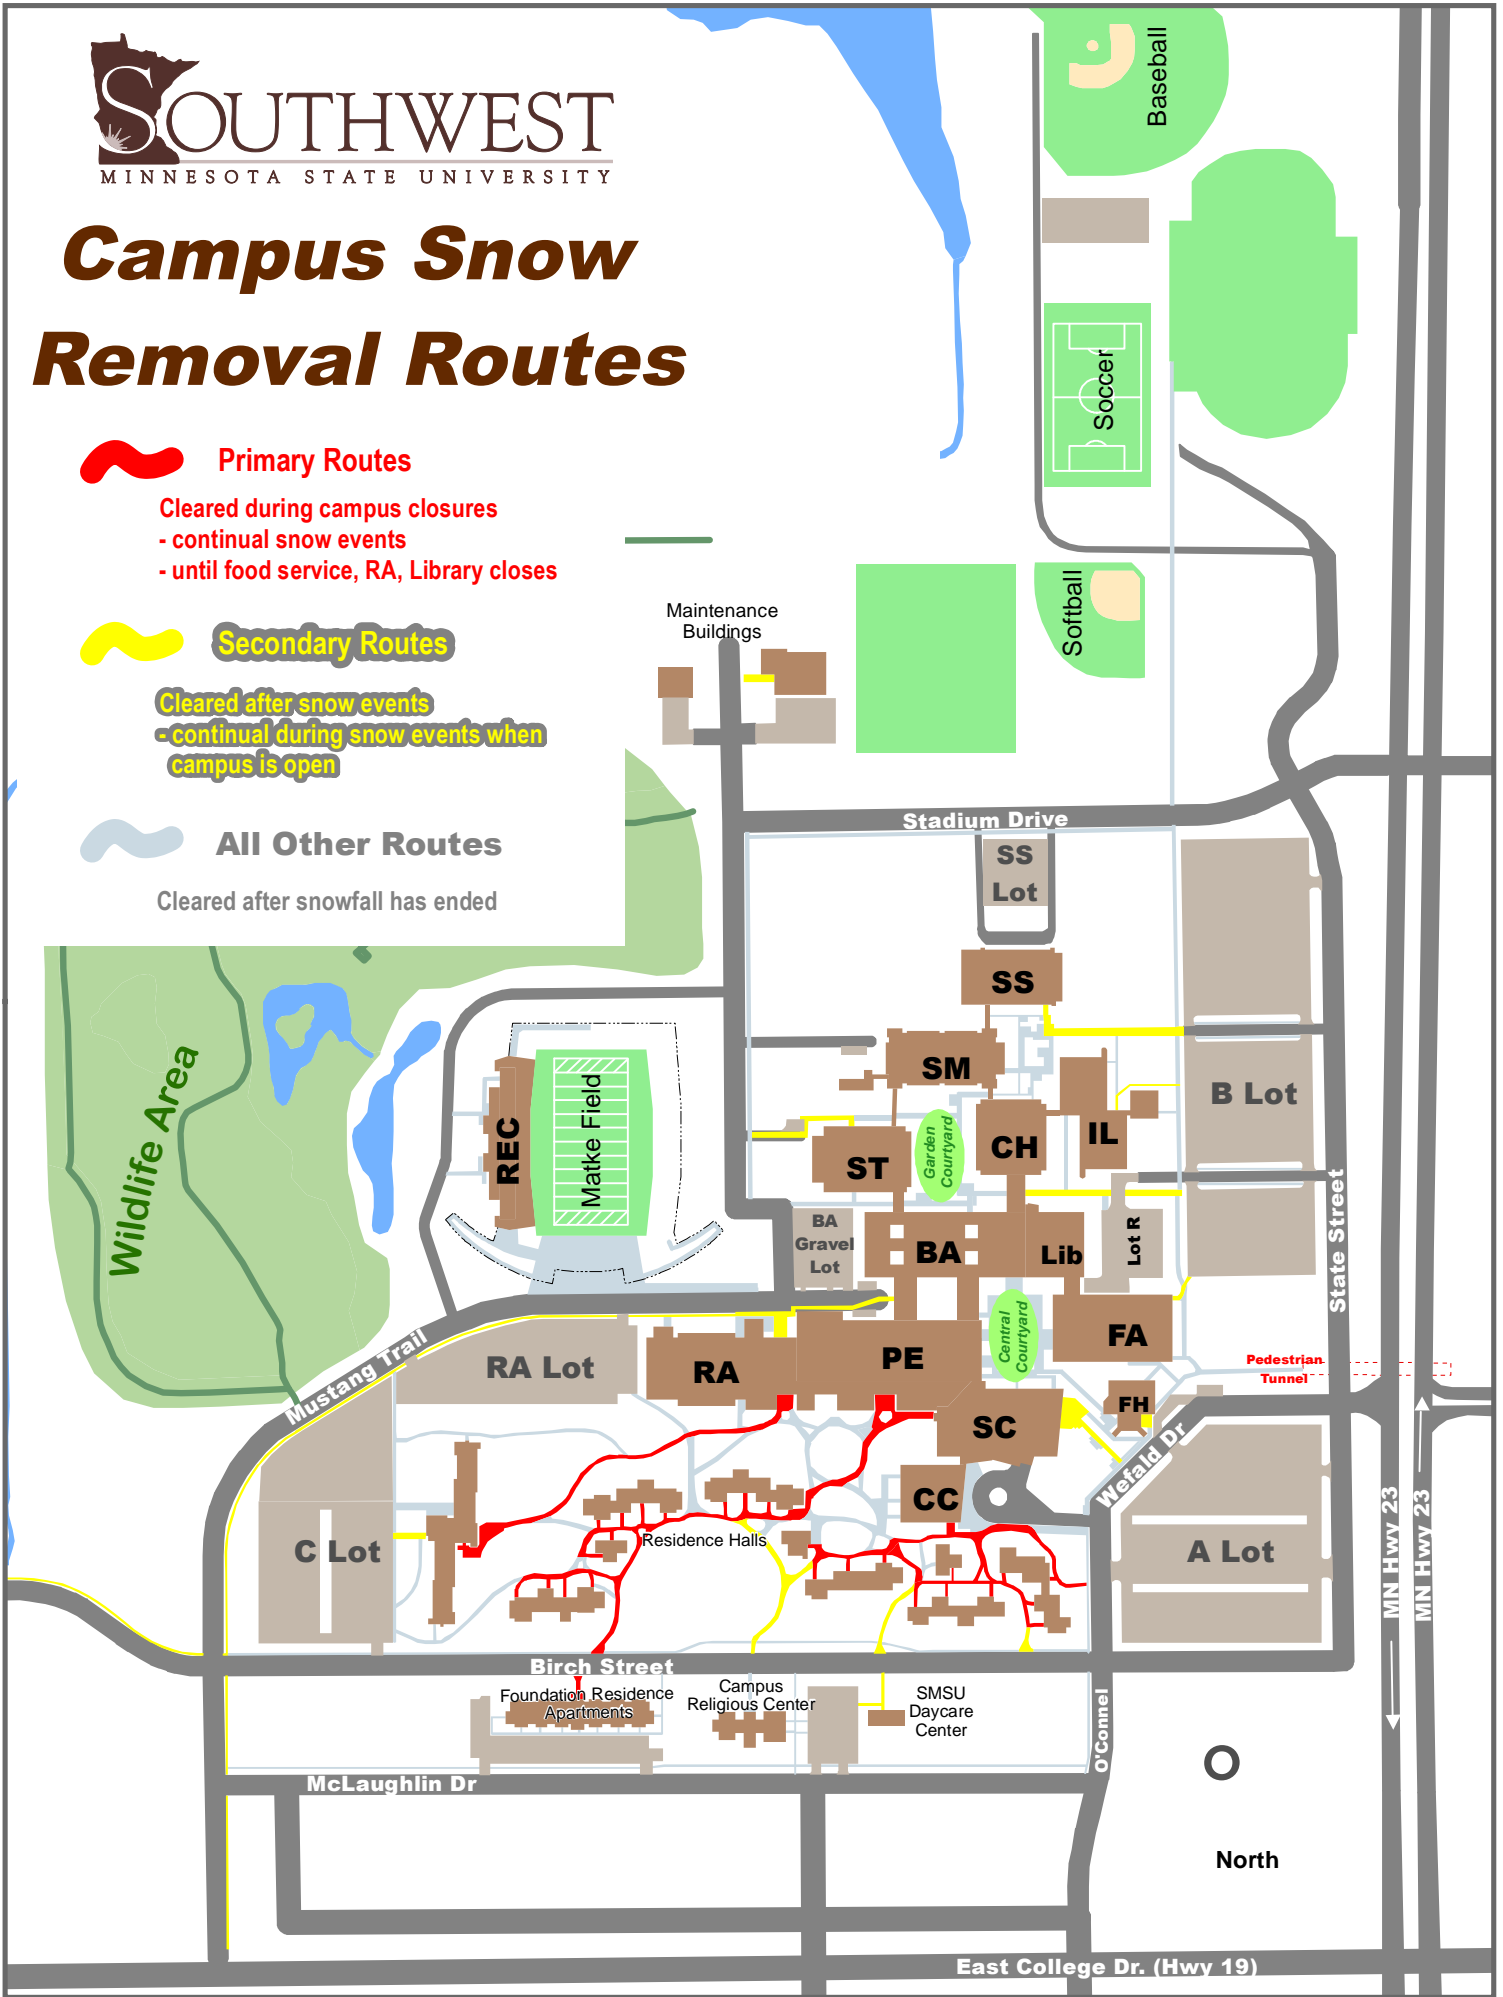 SOUTHWEST
MINNESOTA STATE UNIVERSITY
Campus Snow
Removal Routes
Primary Routes
Cleared during campus closures
- continual snow events
- until food service, RA, Library closes
Secondary Routes
Cleared after snow events
- continual during snow events when
campus is open
All Other Routes
Cleared after snowfall has ended
Baseball
Soccer
Softball
Maintenance
Buildings
Stadium Drive
SS
Lot
SS
SM
B Lot
Wildlife Area
REC
Matke Field
ST
Garden
Courtyard
CH
IL
BA
Gravel
Lot
BA
Lib
Lot R
State Street
Mustang Trail
RA Lot
RA
PE
Central
Courtyard
FA
Pedestrian
Tunnel
FH
SC
Wefald Dr
CC
C Lot
Residence Halls
A Lot
MN Hwy 23
MN Hwy 23
Birch Street
Foundation Residence
Apartments
Campus
Religious Center
SMSU
Daycare
Center
O'Connel
McLaughlin Dr
North
East College Dr. (Hwy 19)